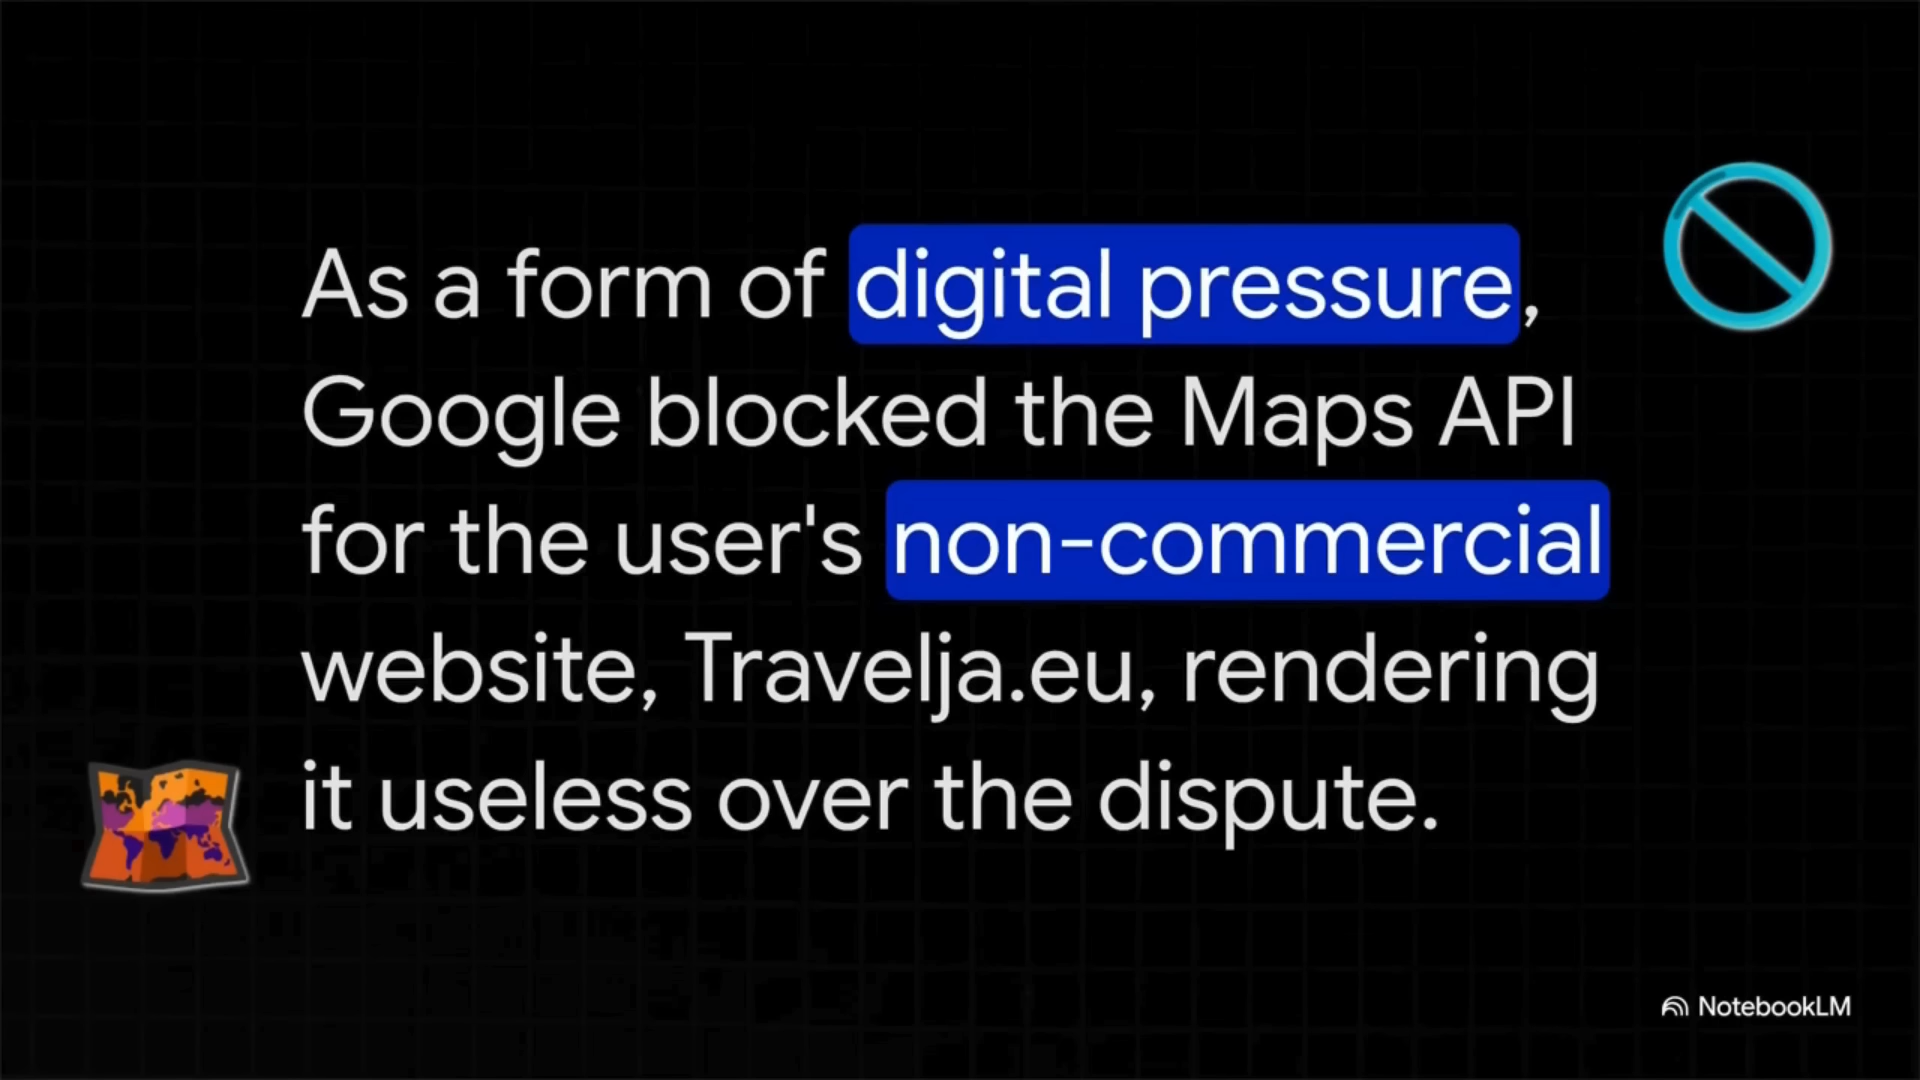 As a form of digital pressure,
Google blocked the Maps API
for the user's non-commercial
website, Travelja.eu, rendering
it useless over the dispute.
NotebookLM